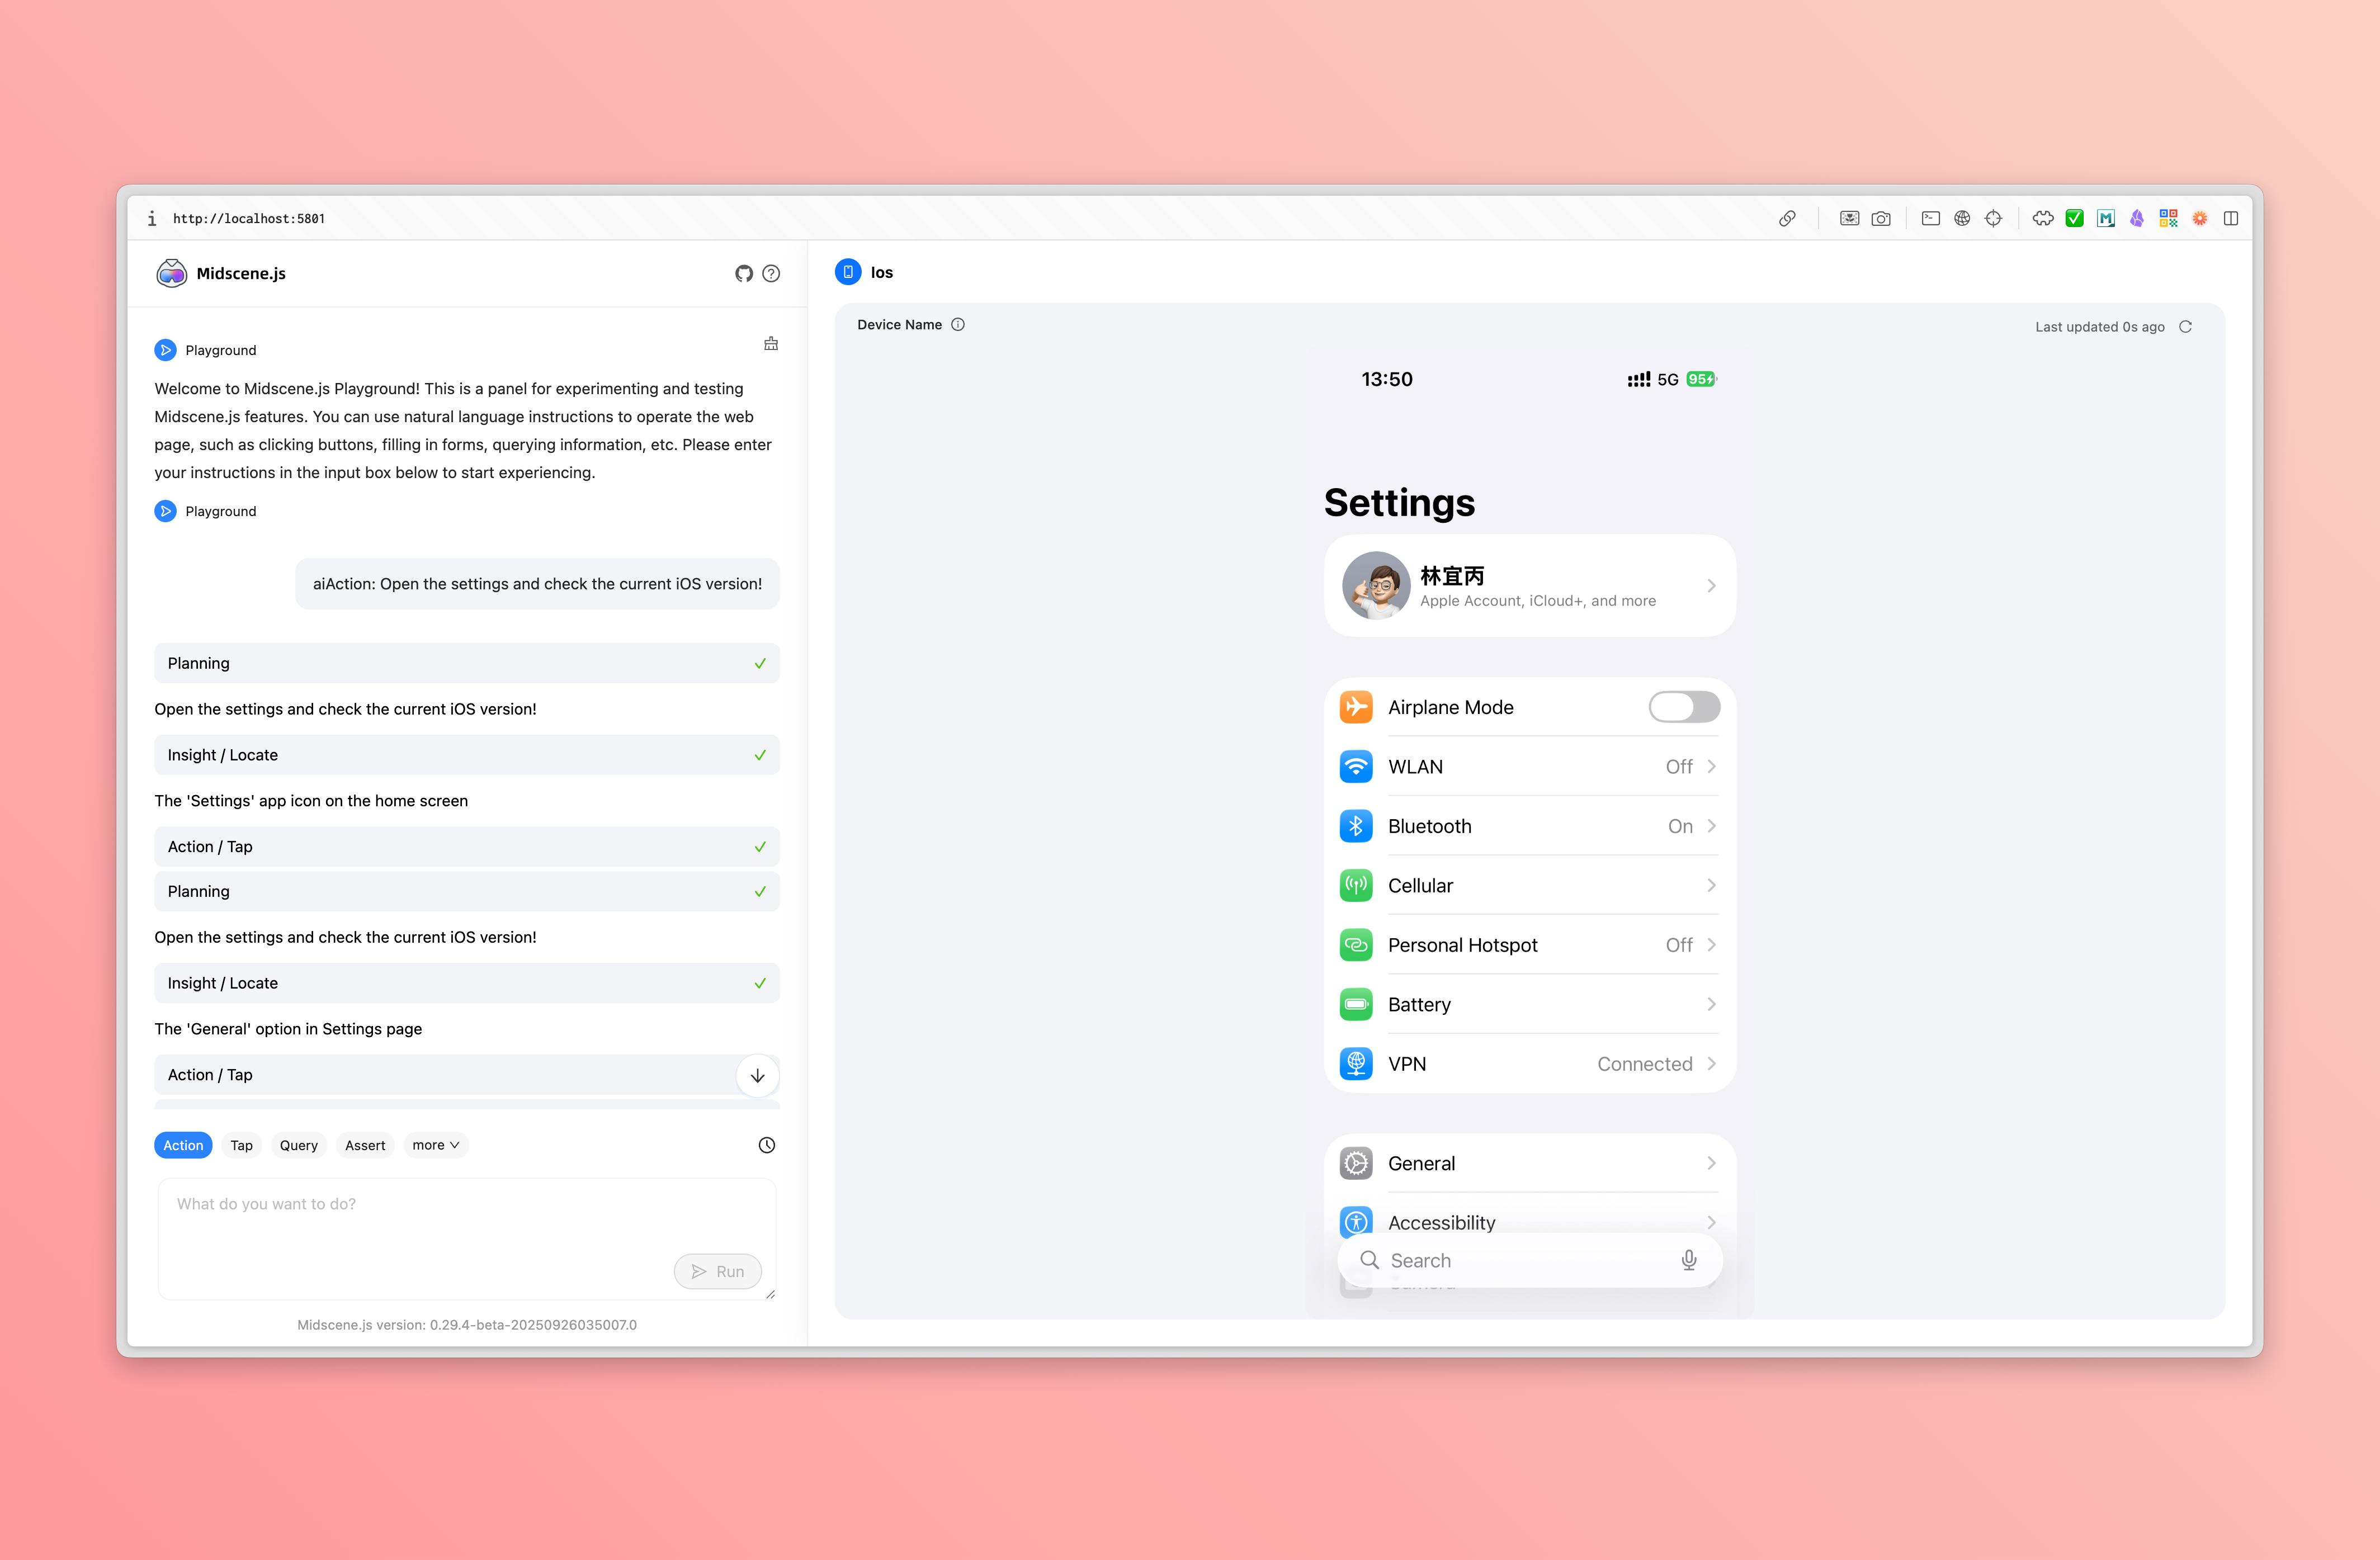 http://localhost:5801
Midscene.js
Playground
Welcome to Midscene.js Playground! This is a panel for experimenting and testing
Midscene.js features. You can use natural language instructions to operate the web
page, such as clicking buttons, filling in forms, querying information, etc. Please enter
your instructions in the input box below to start experiencing.
Playground
aiAction: Open the settings and check the current iOS version!
Planning
Open the settings and check the current iOS version!
Insight / Locate
The 'Settings' app icon on the home screen
Action / Tap
Planning
Open the settings and check the current iOS version!
Insight / Locate
The 'General' option in Settings page
Action / Tap
Action Tap Query Assert more
What do you want to do?
Run
Midscene.js version: 0.29.4-beta-20250926035007.0
Ios
Device Name
Last updated 0s ago
13:50 5G 95
Settings
林宜丙
Apple Account, iCloud+, and more
Airplane Mode
WLAN Off
Bluetooth On
Cellular
Personal Hotspot Off
Battery
VPN Connected
General
Accessibility
Search